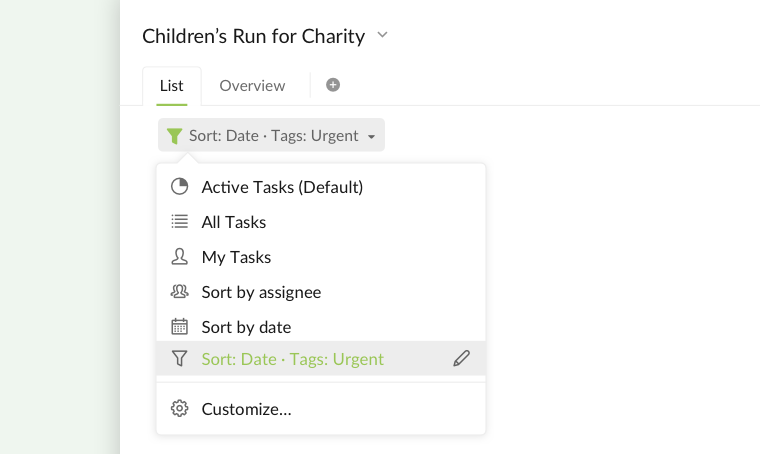 Children’s Run for Charity
List
Overview
Sort: Date · Tags: Urgent
Active Tasks (Default)
All Tasks
My Tasks
Sort by assignee
Sort by date
Sort: Date · Tags: Urgent
Customize...